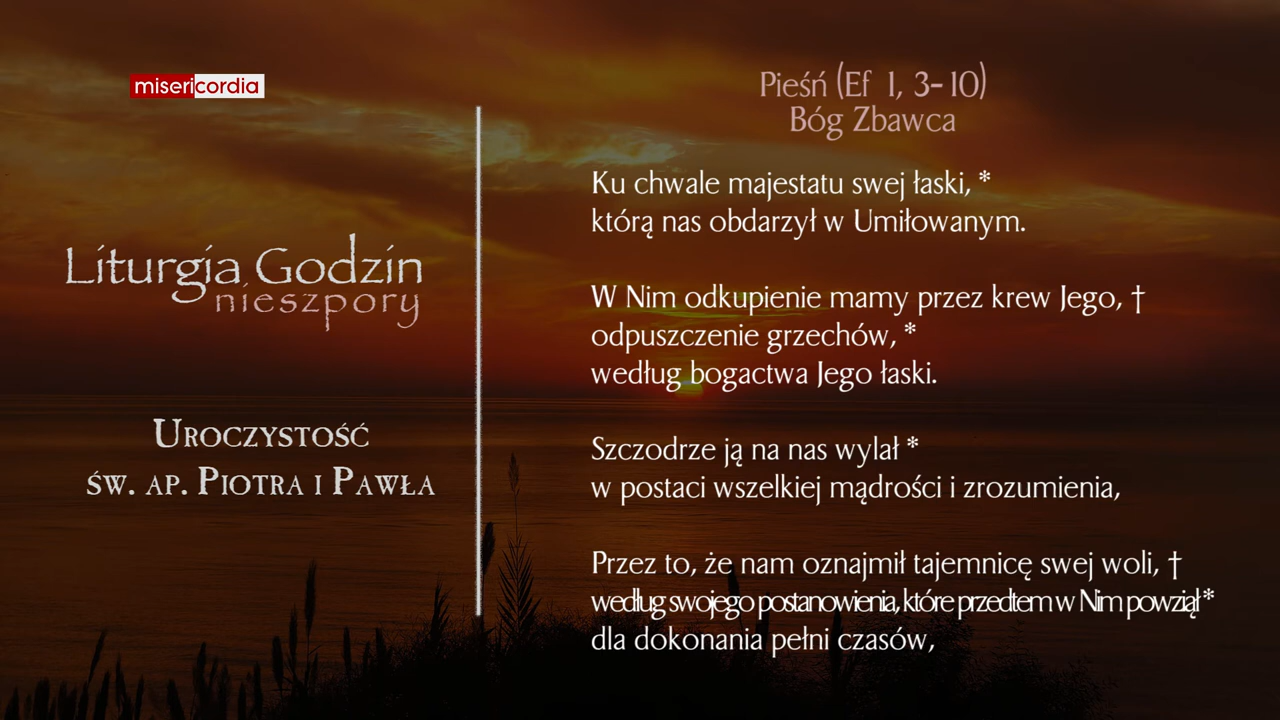 misericordia
Liturgia Godzin
nieszpory
Uroczystość
św. ap. Piotra i Pawła
Pieśń (Ef 1, 3-10)
Bóg Zbawca
Ku chwale majestatu swej łaski, *
którą nas obdarzył w Umiłowanym.
W Nim odkupienie mamy przez krew Jego, †
odpuszczenie grzechów, *
według bogactwa Jego łaski.
Szczodrze ją na nas wylał *
w postaci wszelkiej mądrości i zrozumienia,
Przez to, że nam oznajmił tajemnicę swej woli, †
według swojego postanowienia, które przedtem w Nim powziął *
dla dokonania pełni czasów,